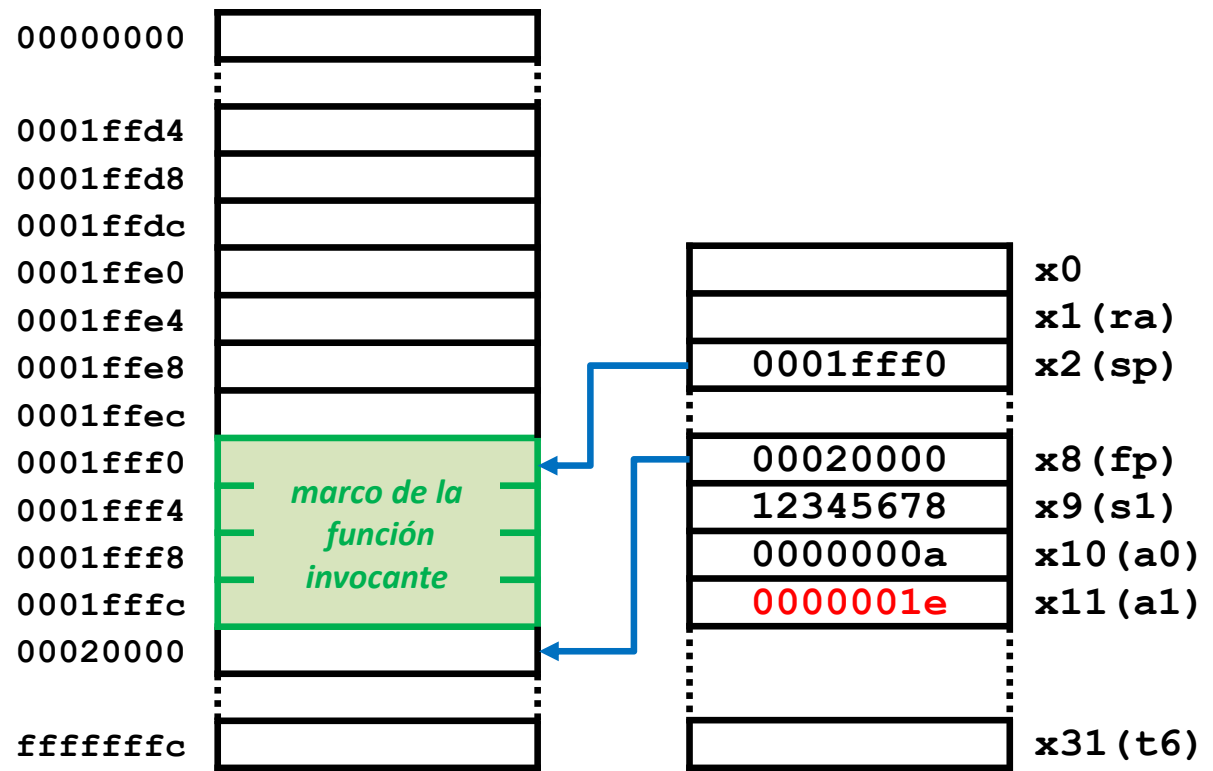 00000000
0001ffd4
0001ffd8
0001ffdc
0001ffe0
0001ffe4
0001ffe8
0001ffec
0001fff0
0001fff4
0001fff8
0001fffc
00020000
fffffffc
marco de la
función
invocante
x0
x1(ra)
0001fff0 x2(sp)
00020000 x8(fp)
12345678 x9(s1)
0000000a x10(a0)
0000001e x11(a1)
x31(t6)